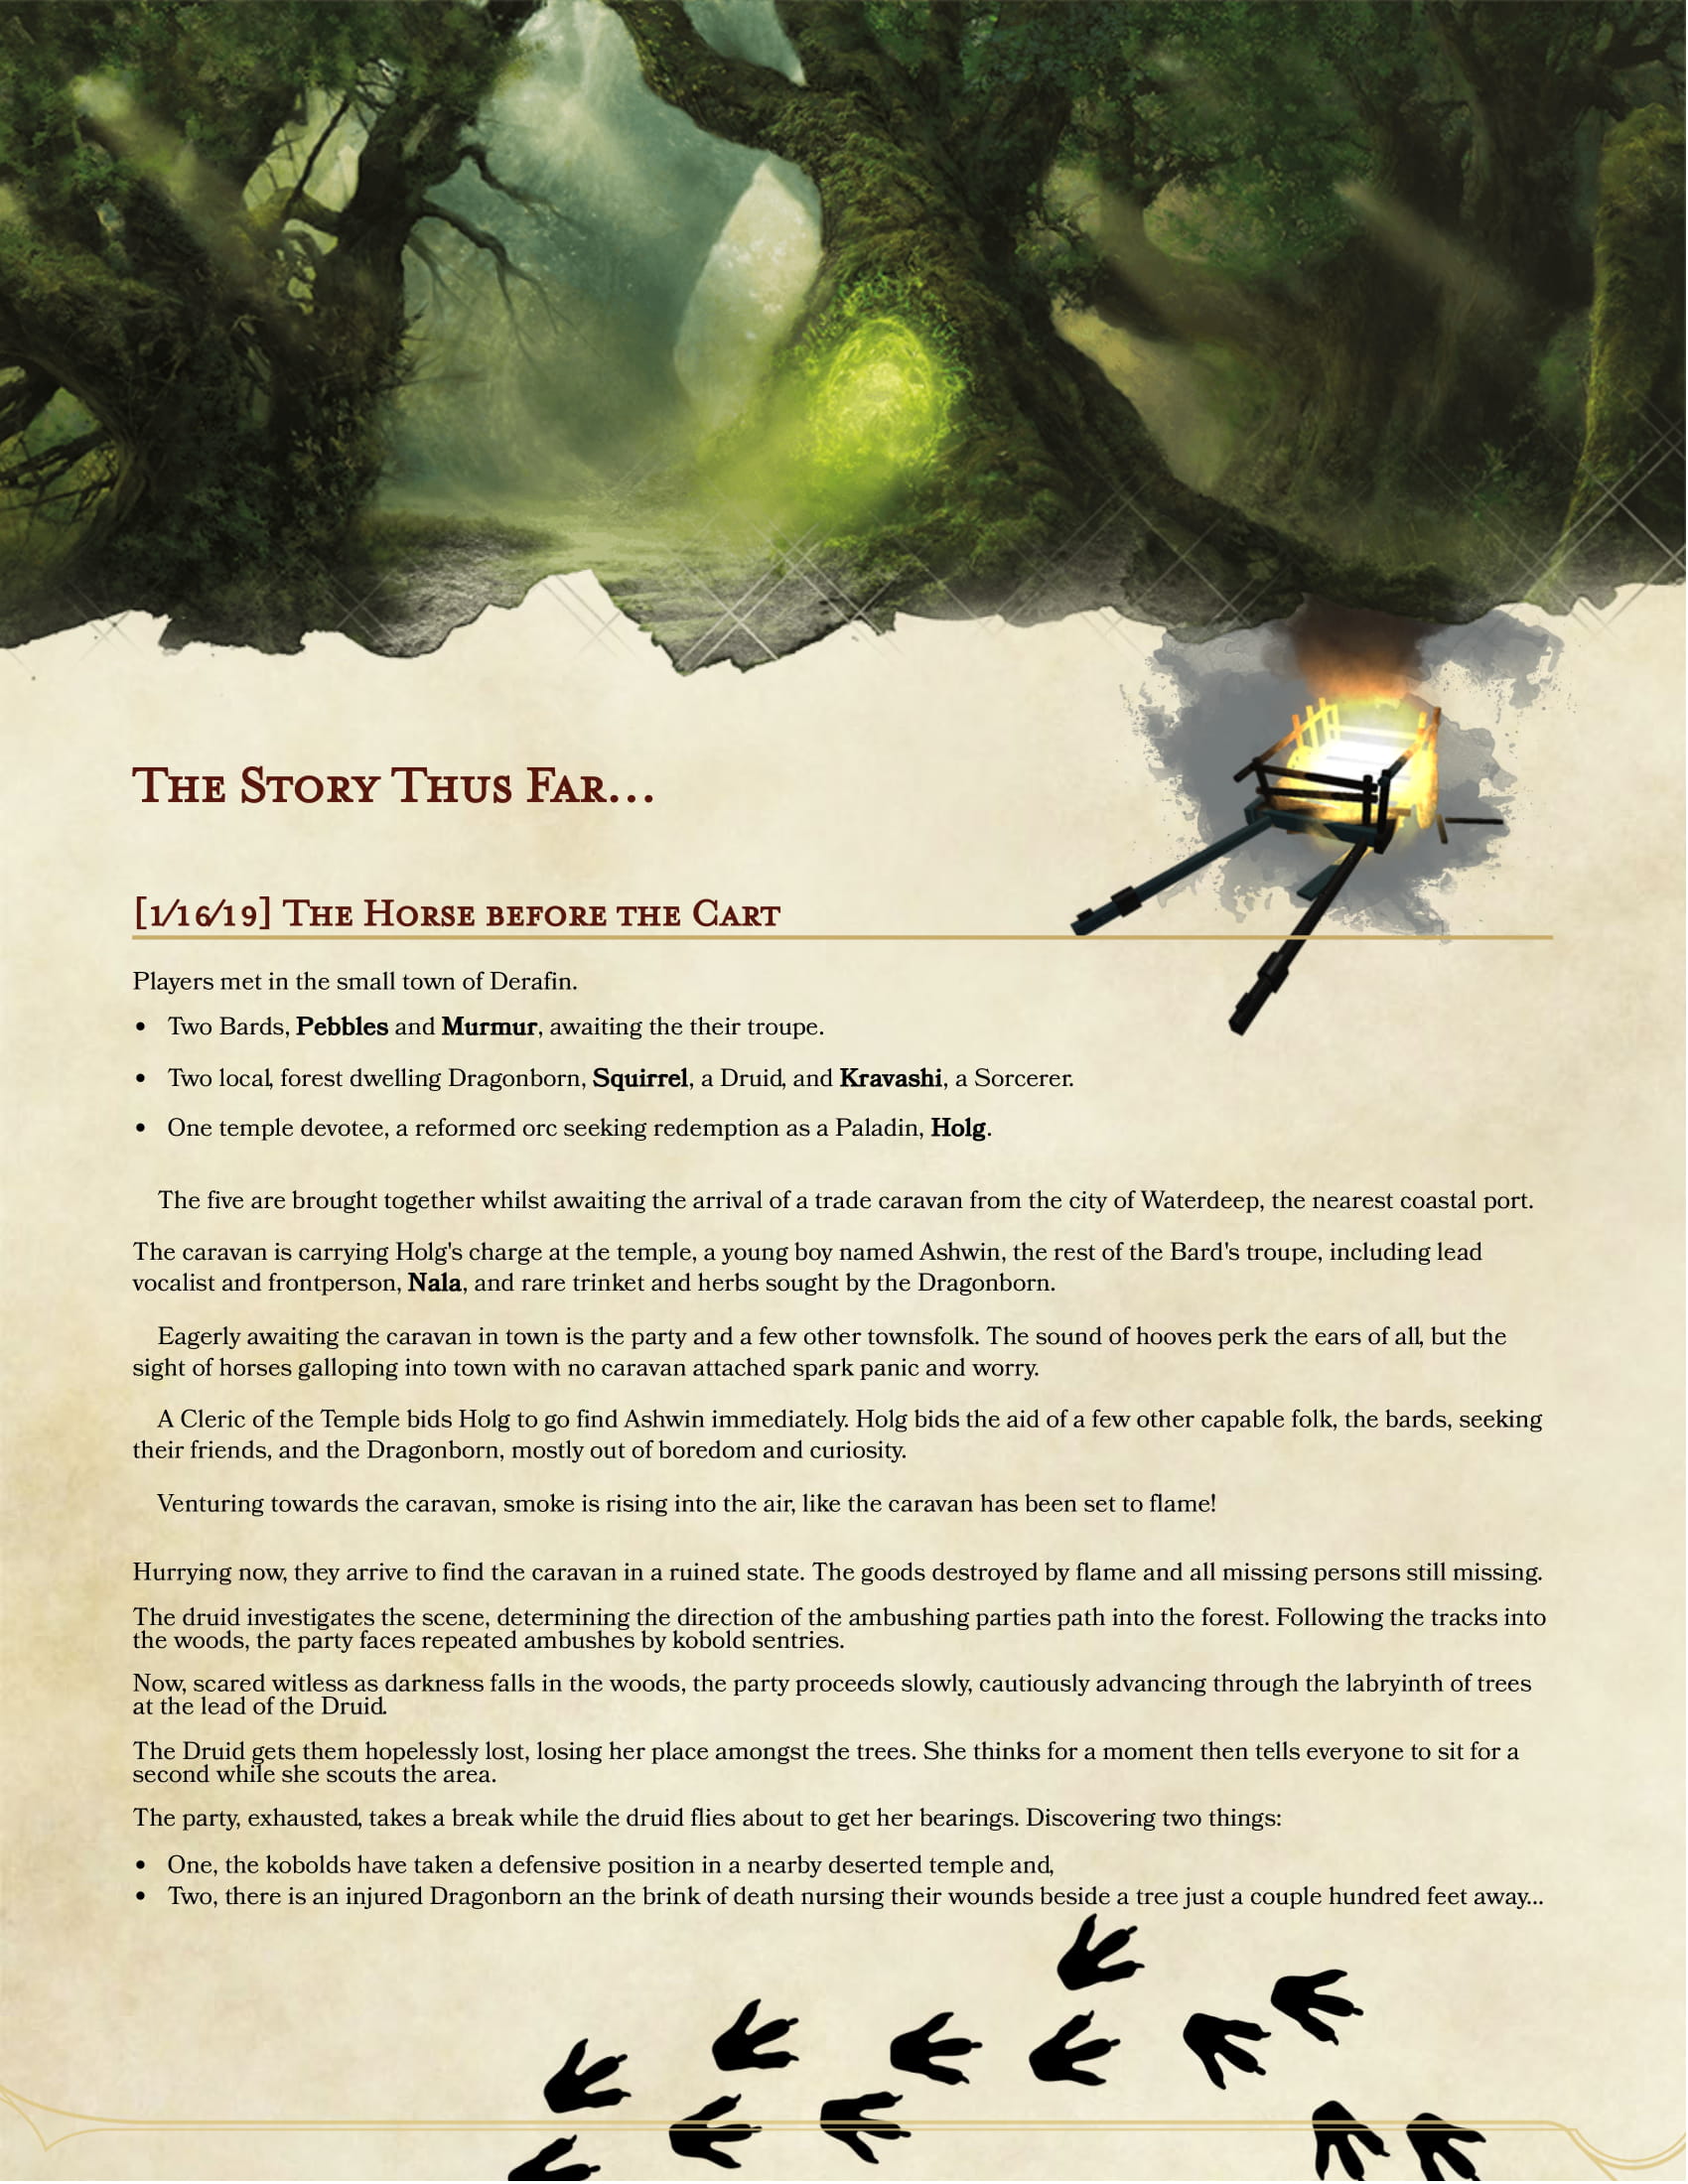 The Story Thus Far...
[1/16/19] The Horse before the Cart
Players met in the small town of Derafin.
• Two Bards, Pebbles and Murmur, awaiting the their troupe.
• Two local, forest dwelling Dragonborn, Squirrel, a Druid, and Kravashi, a Sorcerer.
• One temple devotee, a reformed orc seeking redemption as a Paladin, Holg.
The five are brought together whilst awaiting the arrival of a trade caravan from the city of Waterdeep, the nearest coastal port.
The caravan is carrying Holg's charge at the temple, a young boy named Ashwin, the rest of the Bard's troupe, including lead
vocalist and frontperson, Nala, and rare trinket and herbs sought by the Dragonborn.
Eagerly awaiting the caravan in town is the party and a few other townsfolk. The sound of hooves perk the ears of all, but the
sight of horses galloping into town with no caravan attached spark panic and worry.
A Cleric of the Temple bids Holg to go find Ashwin immediately. Holg bids the aid of a few other capable folk, the bards, seeking
their friends, and the Dragonborn, mostly out of boredom and curiosity.
Venturing towards the caravan, smoke is rising into the air, like the caravan has been set to flame!
Hurrying now, they arrive to find the caravan in a ruined state. The goods destroyed by flame and all missing persons still missing.
The druid investigates the scene, determining the direction of the ambushing parties path into the forest. Following the tracks into
the woods, the party faces repeated ambushes by kobold sentries.
Now, scared witless as darkness falls in the woods, the party proceeds slowly, cautiously advancing through the labryinth of trees
at the lead of the Druid.
The Druid gets them hopelessly lost, losing her place amongst the trees. She thinks for a moment then tells everyone to sit for a
second while she scouts the area.
The party, exhausted, takes a break while the druid flies about to get her bearings. Discovering two things:
• One, the kobolds have taken a defensive position in a nearby deserted temple and,
• Two, there is an injured Dragonborn an the brink of death nursing their wounds beside a tree just a couple hundred feet away...